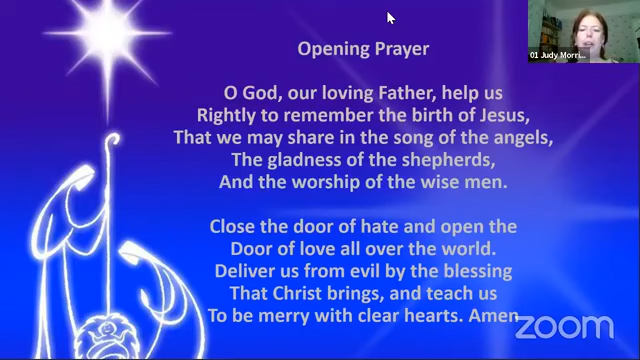 Opening Prayer
O God, our loving Father, help us
Rightly to remember the birth of Jesus,
That we may share in the song of the angels,
The gladness of the shepherds,
And the worship of the wise men.
Close the door of hate and open the
Door of love all over the world.
Deliver us from evil by the blessing
That Christ brings, and teach us
To be merry with clear hearts. Amen
01 Judy Morri...
zoom